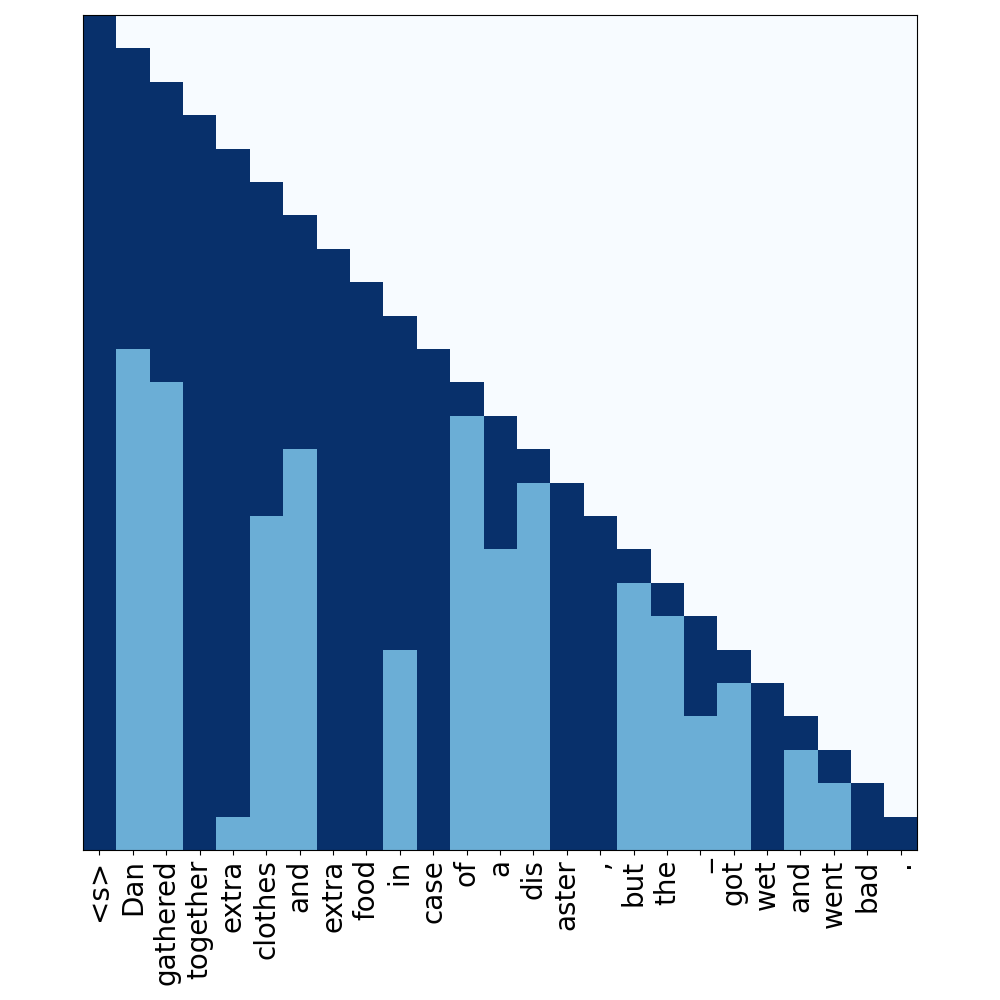 <s>
Dan
gathered
together
extra
clothes
and
extra
food
in
case
of
a
dis
aster
,
but
the
_
got
wet
and
went
bad
.